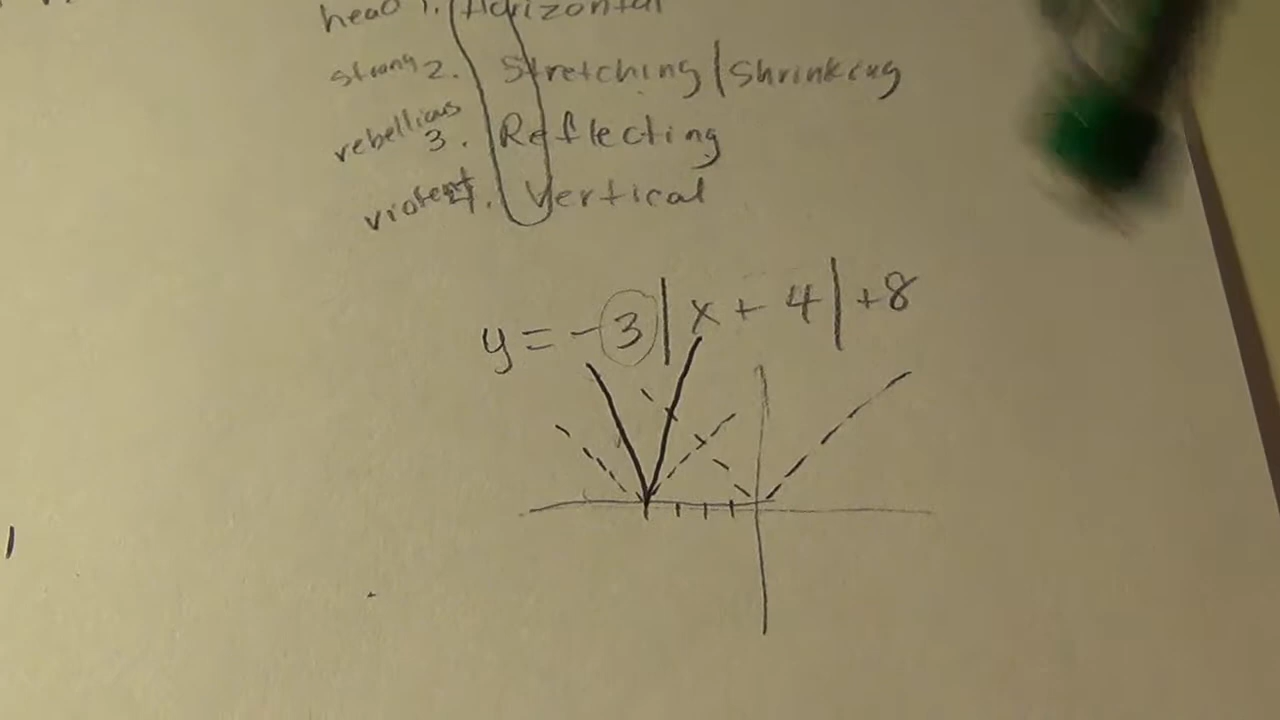 head 1. Horizontal
strong 2. Stretching/Shrinking
rebellious 3. Reflecting
violent 4. Vertical
y = -3|x + 4| + 8